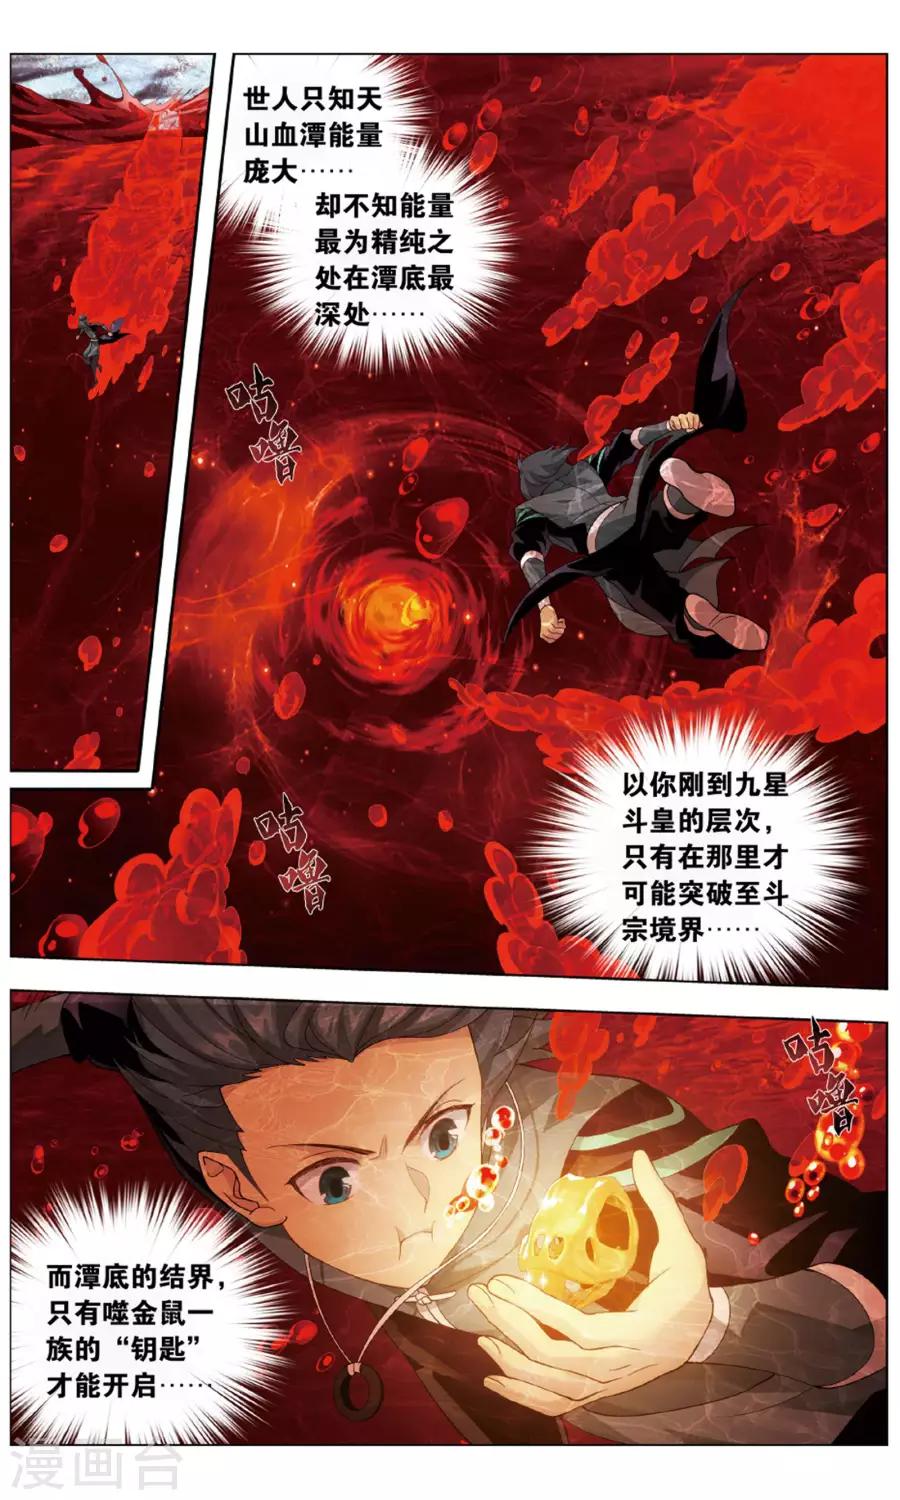 世人只知天
山血潭能量
庞大……
却不知能量
最为精纯之
处在潭底最
深处……
咕噜
以你刚到九星
斗皇的层次，
只有在那里才
可能突破至斗
宗境界……
咕噜
咕噜
而潭底的结界，
只有噬金鼠一
族的“钥匙”
才能开启……
漫画台